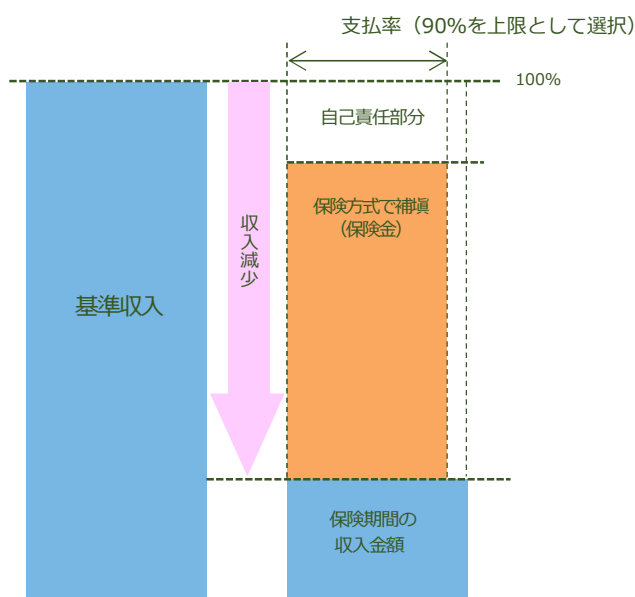 支払率（90%を上限として選択）
100%
自己責任部分
保険方式で補塡
（保険金）
収入減少
基準収入
保険期間の
収入金額